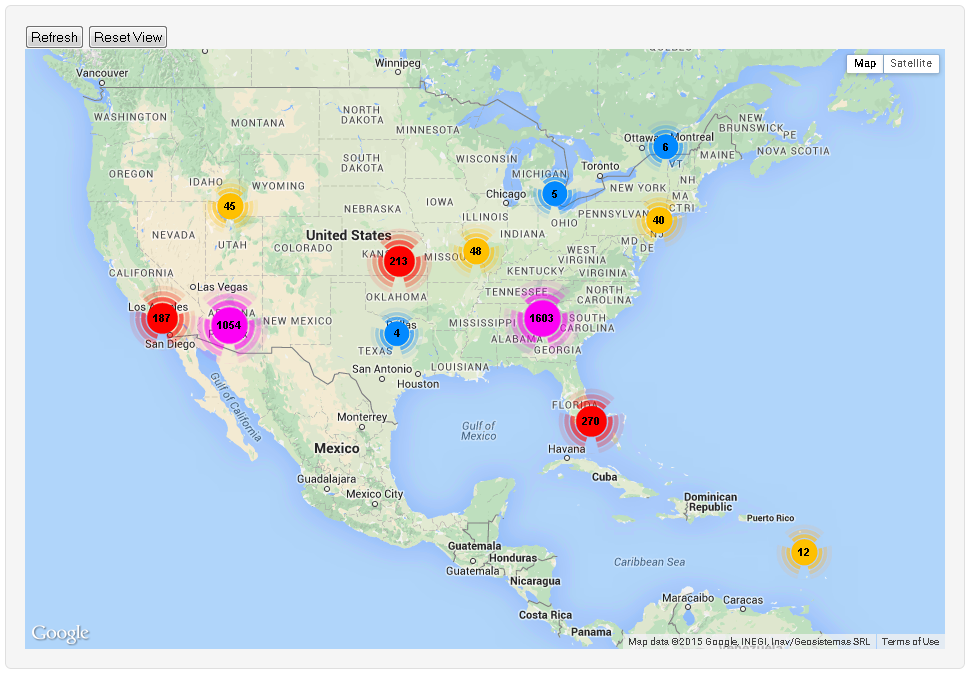 Refresh Reset View
Map Satellite
Winnipeg
Vancouver
WASHINGTON
MONTANA
NORTH
DAKOTA
MINNESOTA
Ottawa Montreal
6
NEW
BRUNSWICK
PE
NOVA SCOTIA
MAINE
VT
OREGON
IDAHO
WYOMING
SOUTH
DAKOTA
WISCONSIN
MICHIGAN
Toronto
NH
MA
CT RI
NEW YORK
45
5
40
Chicago
IOWA
NEBRASKA
ILLINOIS
INDIANA
OHIO
PENNSYLVAN
NJ
MD
DE
NEVADA
UTAH
COLORADO
United States
KAN
213
MISSOU
48
WEST
VIRGINIA
KENTUCKY
VIRGINIA
CALIFORNIA
Las Vegas
Los Angeles
187
1054
NEW MEXICO
OKLAHOMA
TENNESSEE
NORTH
CAROLINA
1603
SOUTH
CAROLINA
MISSISSIPPI
ALABAMA
GEORGIA
San Diego
Dallas
4
TEXAS
LOUISIANA
San Antonio
Houston
Gulf of California
FLORIDA
270
Monterrey
Gulf of
Mexico
Mexico
Havana
Cuba
Guadalajara
Mexico City
Dominican
Republic
Puerto Rico
12
Guatemala
Honduras
Guatemala
Caribbean Sea
Nicaragua
Maracaibo
Caracas
Costa Rica
Panama
Google
Map data ©2015 Google, INEGI, Inav/Geosistemas SRL Terms of Use